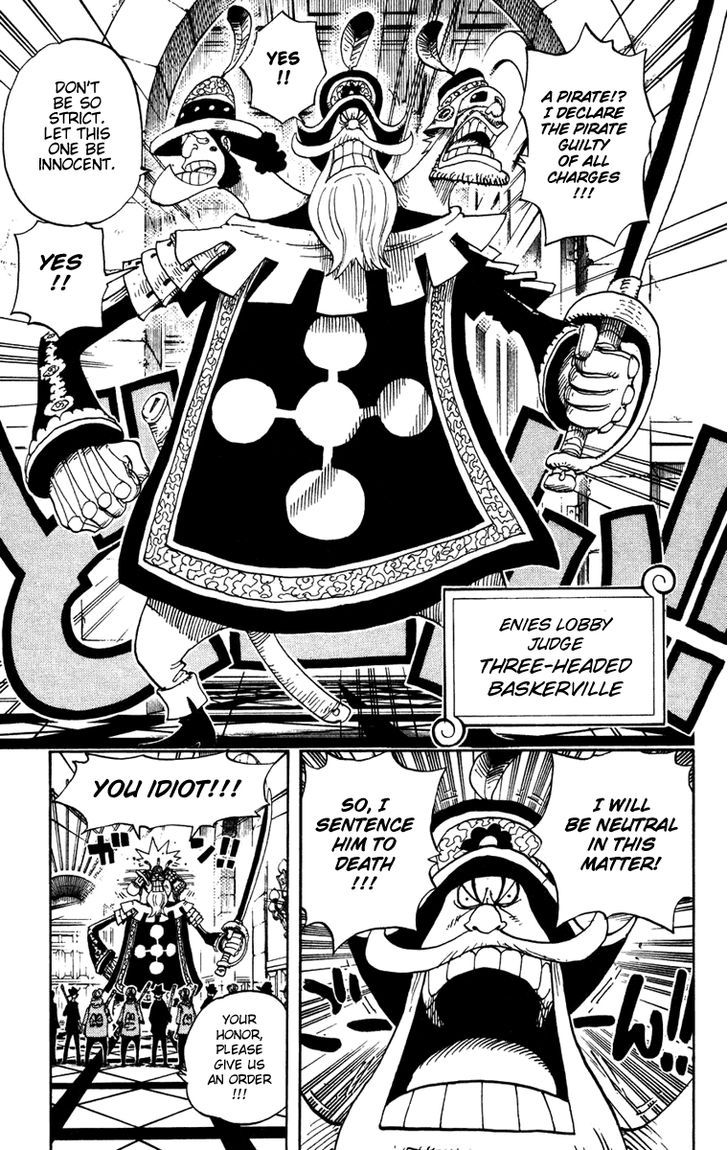 A PIRATE!?
I DECLARE
THE PIRATE
GUILTY
OF ALL
CHARGES
!!!
YES
!!
DON'T
BE SO
STRICT.
LET THIS
ONE BE
INNOCENT.
YES
!!
ENIES LOBBY
JUDGE
THREE-HEADED
BASKERVILLE
I WILL
BE NEUTRAL
IN THIS
MATTER!
SO, I
SENTENCE
HIM TO
DEATH
!!!
YOU IDIOT!!!
YOUR
HONOR,
PLEASE
GIVE US
AN ORDER
!!!